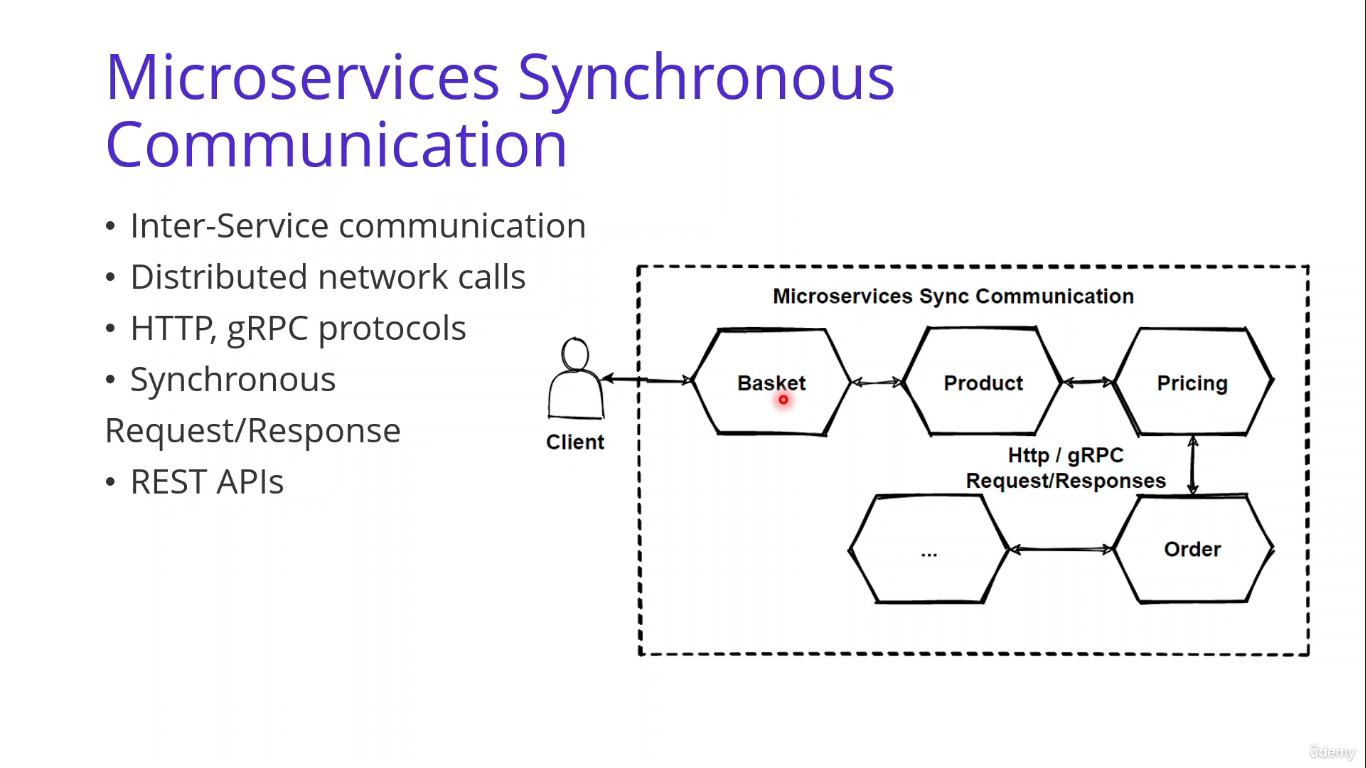 Microservices Synchronous
Communication
• Inter-Service communication
• Distributed network calls
• HTTP, gRPC protocols
• Synchronous
Request/Response
• REST APIs
Microservices Sync Communication
Client
Basket
Product
Pricing
Http / gRPC
Request/Responses
...
Order
ûdemy